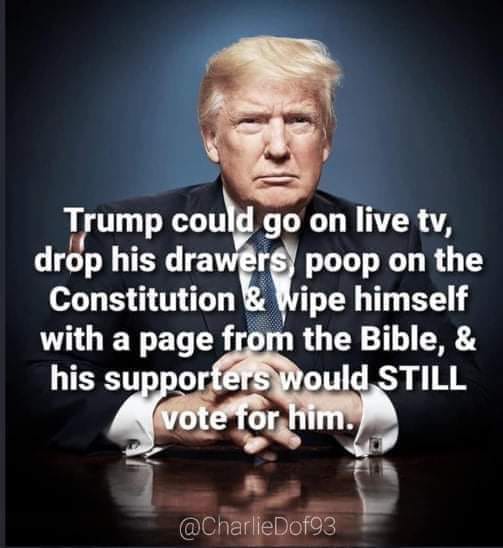 Trump could go on live tv,
drop his drawers, poop on the
Constitution & wipe himself
with a page from the Bible, &
his supporters would STILL
vote for him.
@CharlieDof93